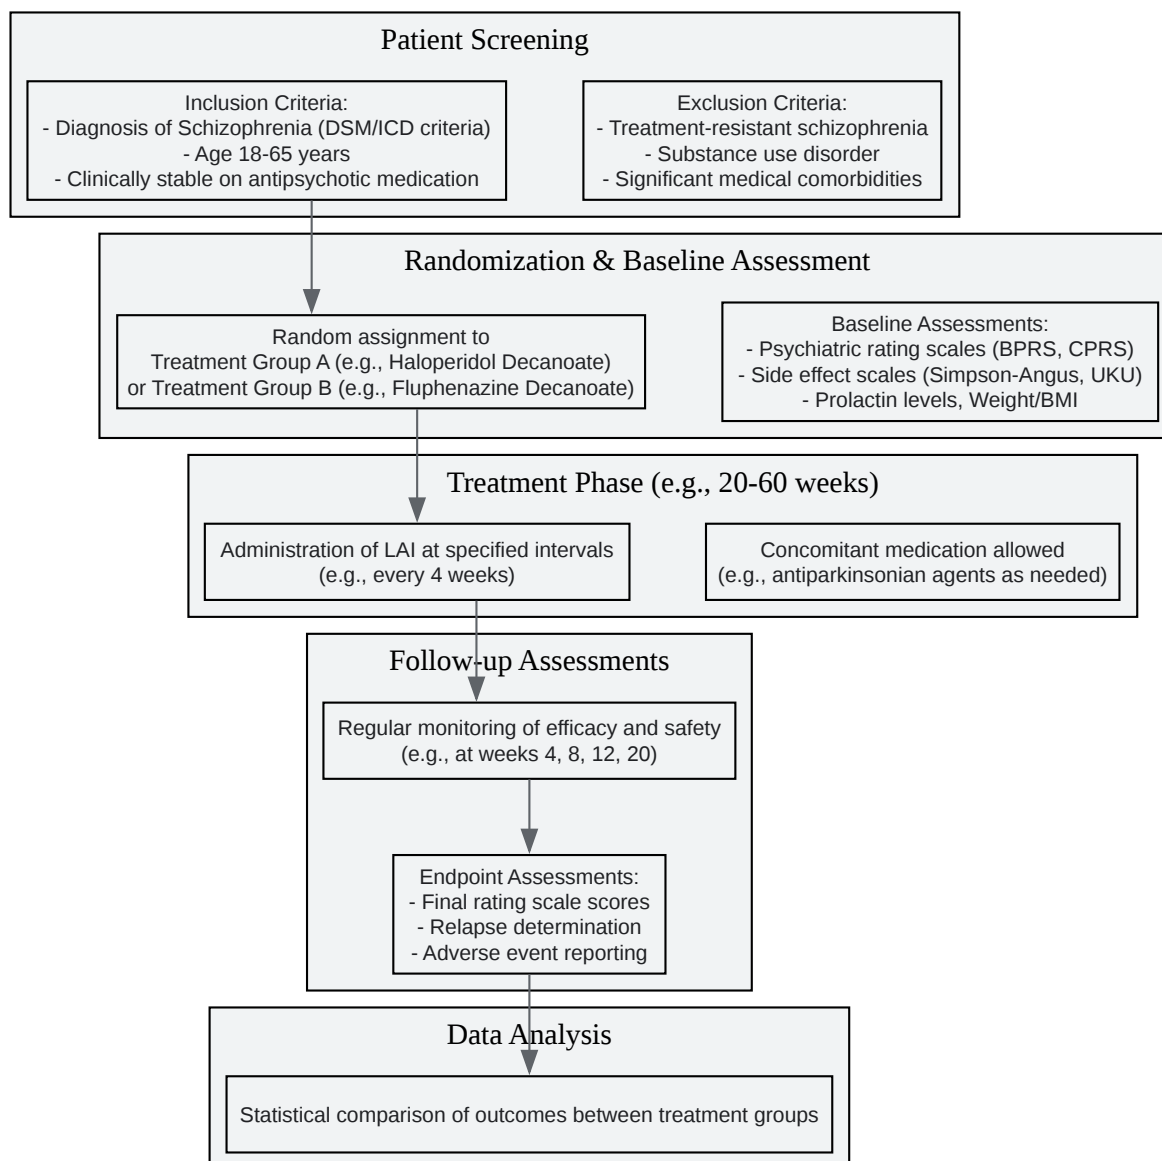 Patient Screening
Inclusion Criteria:
- Diagnosis of Schizophrenia (DSM/ICD criteria)
- Age 18-65 years
- Clinically stable on antipsychotic medication
Exclusion Criteria:
- Treatment-resistant schizophrenia
- Substance use disorder
- Significant medical comorbidities
Randomization & Baseline Assessment
Random assignment to
Treatment Group A (e.g., Haloperidol Decanoate)
or Treatment Group B (e.g., Fluphenazine Decanoate)
Baseline Assessments:
- Psychiatric rating scales (BPRS, CPRS)
- Side effect scales (Simpson-Angus, UKU)
- Prolactin levels, Weight/BMI
Treatment Phase (e.g., 20-60 weeks)
Administration of LAI at specified intervals
(e.g., every 4 weeks)
Concomitant medication allowed
(e.g., antiparkinsonian agents as needed)
Follow-up Assessments
Regular monitoring of efficacy and safety
(e.g., at weeks 4, 8, 12, 20)
Endpoint Assessments:
- Final rating scale scores
- Relapse determination
- Adverse event reporting
Data Analysis
Statistical comparison of outcomes between treatment groups